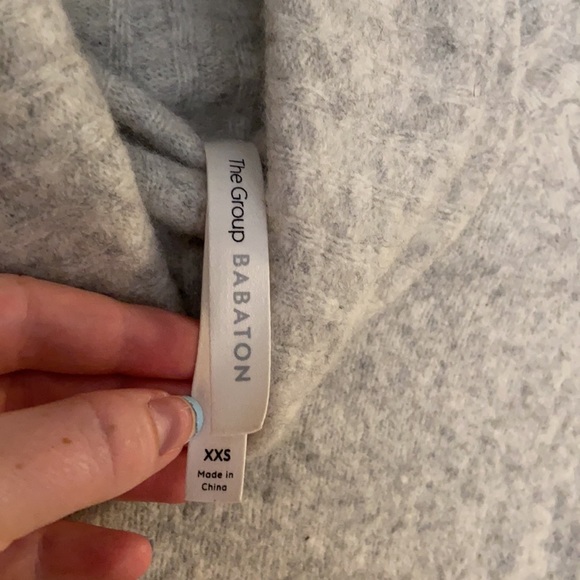 The Group BABATON
XXS
Made in
China